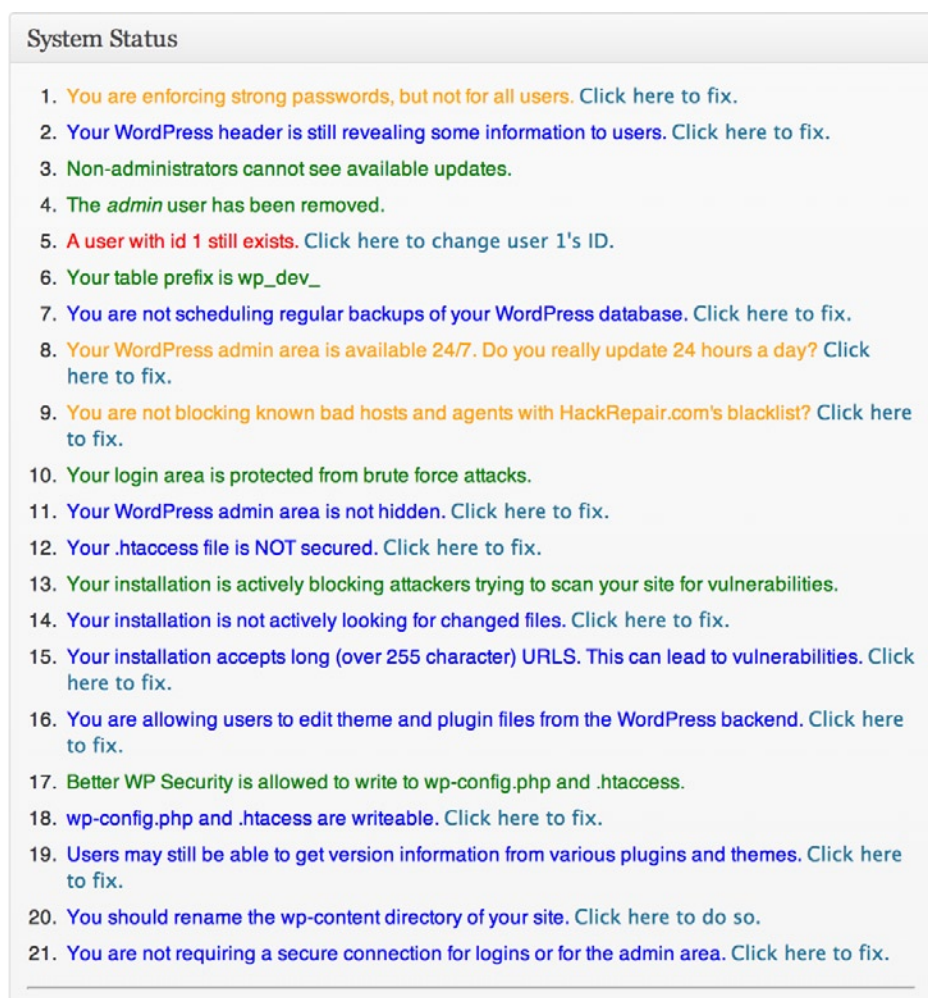 System Status
1. You are enforcing strong passwords, but not for all users. Click here to fix.
2. Your WordPress header is still revealing some information to users. Click here to fix.
3. Non-administrators cannot see available updates.
4. The admin user has been removed.
5. A user with id 1 still exists. Click here to change user 1's ID.
6. Your table prefix is wp_dev_
7. You are not scheduling regular backups of your WordPress database. Click here to fix.
8. Your WordPress admin area is available 24/7. Do you really update 24 hours a day? Click
here to fix.
9. You are not blocking known bad hosts and agents with HackRepair.com's blacklist? Click here
to fix.
10. Your login area is protected from brute force attacks.
11. Your WordPress admin area is not hidden. Click here to fix.
12. Your .htaccess file is NOT secured. Click here to fix.
13. Your installation is actively blocking attackers trying to scan your site for vulnerabilities.
14. Your installation is not actively looking for changed files. Click here to fix.
15. Your installation accepts long (over 255 character) URLS. This can lead to vulnerabilities. Click
here to fix.
16. You are allowing users to edit theme and plugin files from the WordPress backend. Click here
to fix.
17. Better WP Security is allowed to write to wp-config.php and .htaccess.
18. wp-config.php and .htacess are writeable. Click here to fix.
19. Users may still be able to get version information from various plugins and themes. Click here
to fix.
20. You should rename the wp-content directory of your site. Click here to do so.
21. You are not requiring a secure connection for logins or for the admin area. Click here to fix.